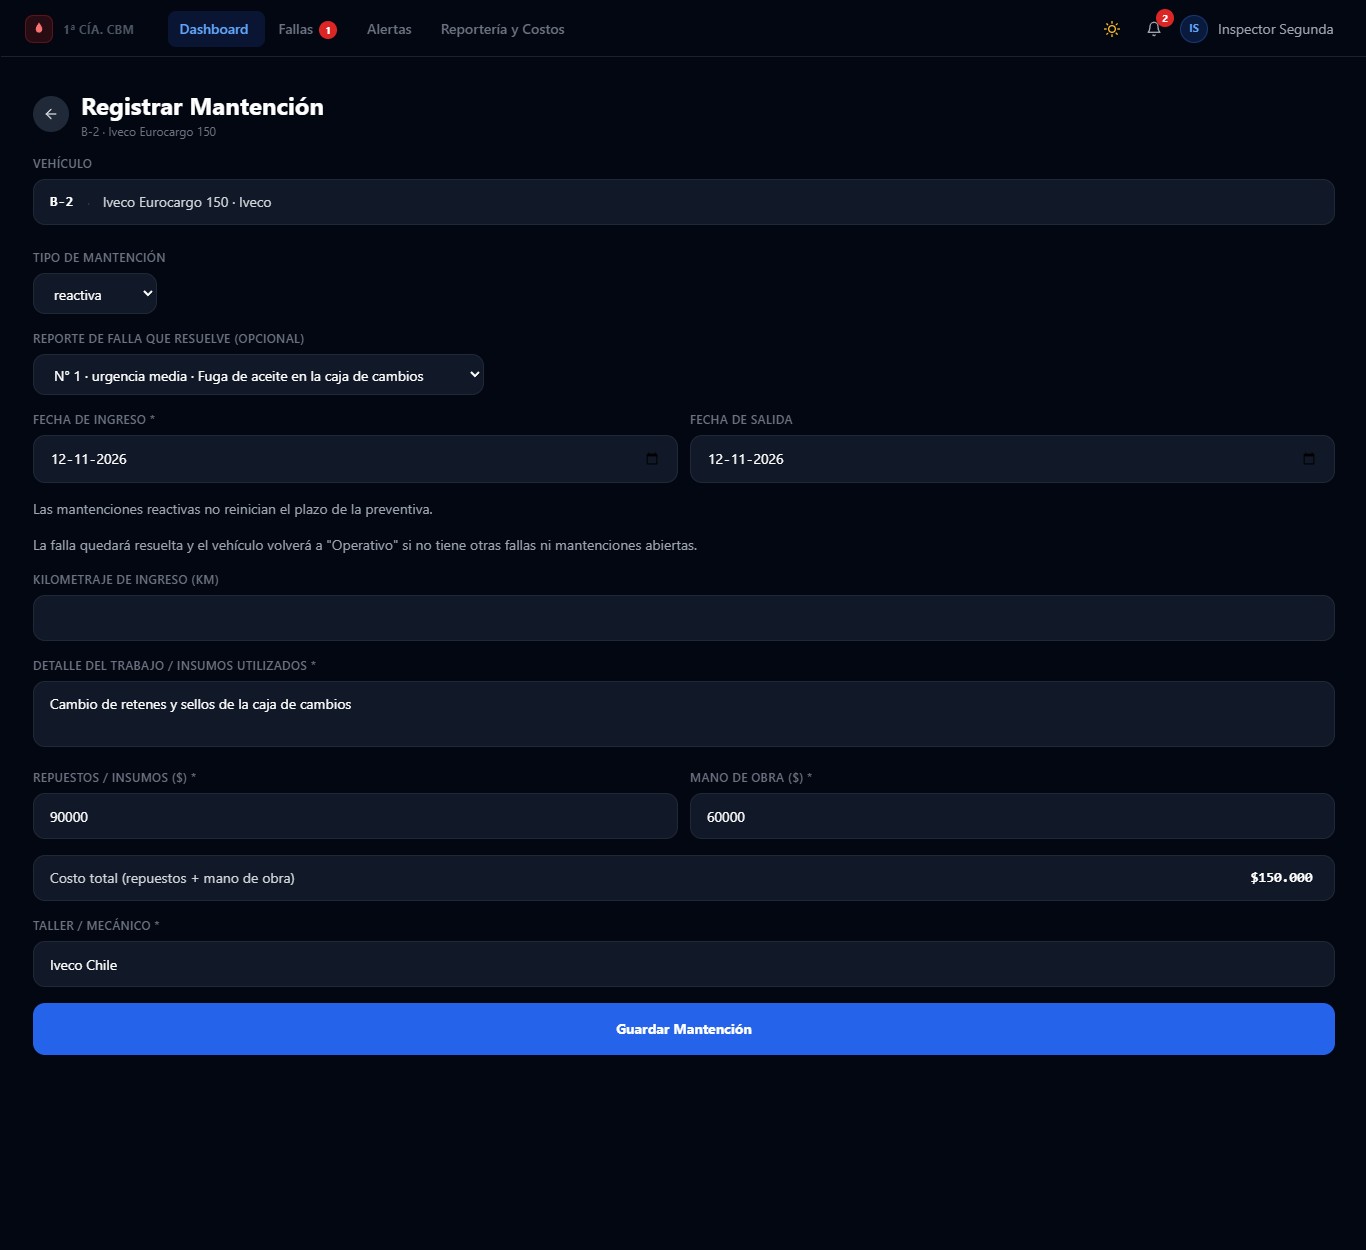 1ª CÍA. CBM
Dashboard
Fallas 1
Alertas
Reportería y Costos
2
IS
Inspector Segunda
Registrar Mantención
B-2 · Iveco Eurocargo 150
VEHÍCULO
B-2 · Iveco Eurocargo 150 · Iveco
TIPO DE MANTENCIÓN
reactiva
REPORTE DE FALLA QUE RESUELVE (OPCIONAL)
N° 1 · urgencia media · Fuga de aceite en la caja de cambios
FECHA DE INGRESO *
FECHA DE SALIDA
12-11-2026
12-11-2026
Las mantenciones reactivas no reinician el plazo de la preventiva.
La falla quedará resuelta y el vehículo volverá a "Operativo" si no tiene otras fallas ni mantenciones abiertas.
KILOMETRAJE DE INGRESO (KM)
DETALLE DEL TRABAJO / INSUMOS UTILIZADOS *
Cambio de retenes y sellos de la caja de cambios
REPUESTOS / INSUMOS ($) *
MANO DE OBRA ($) *
90000
60000
Costo total (repuestos + mano de obra)
$150.000
TALLER / MECÁNICO *
Iveco Chile
Guardar Mantención